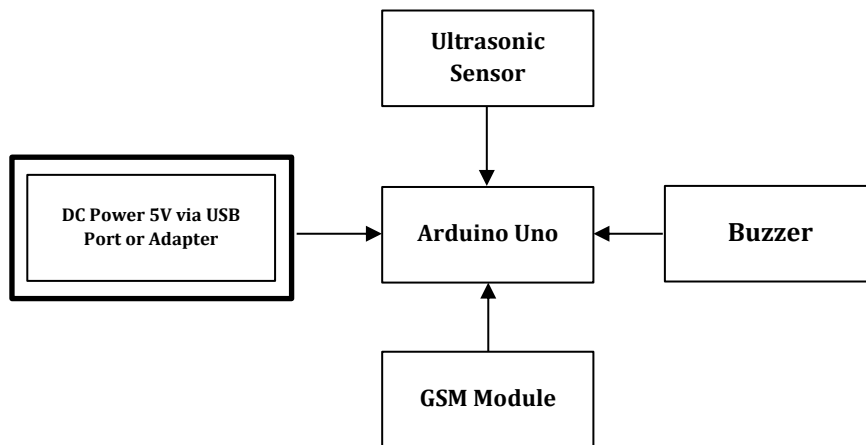 Ultrasonic
Sensor
DC Power 5V via USB
Port or Adapter
Arduino Uno
Buzzer
GSM Module